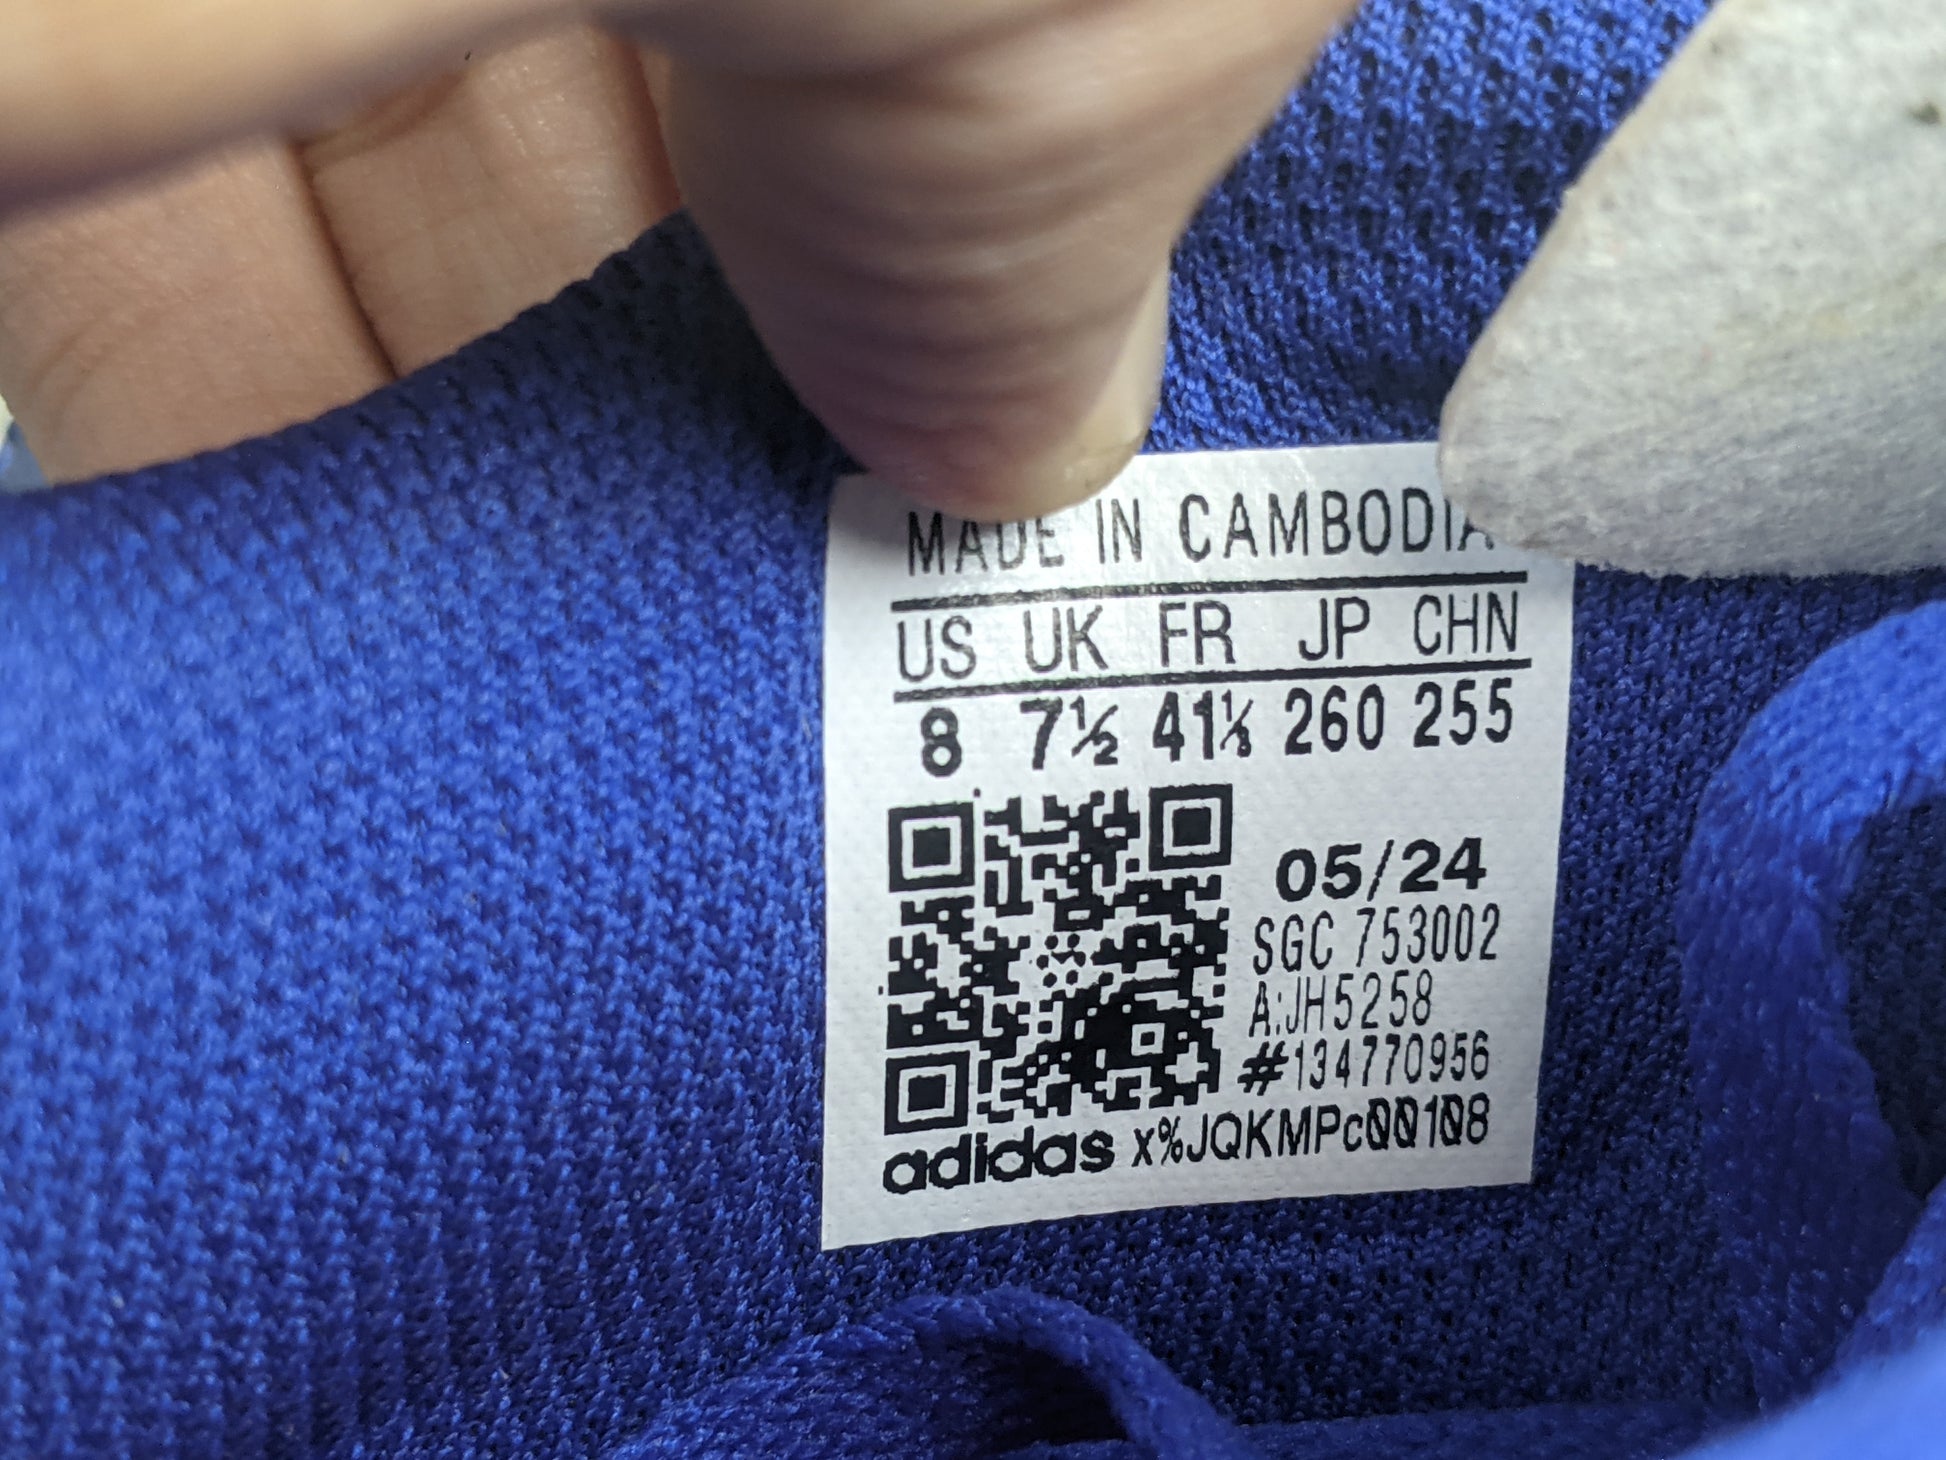 MADE IN CAMBODIA
US UK FR JP CHN
8 7½ 41⅓ 260 255
05/24
SGC 753002
A:JH5258
#134770956
adidas x%JQKMPc00108